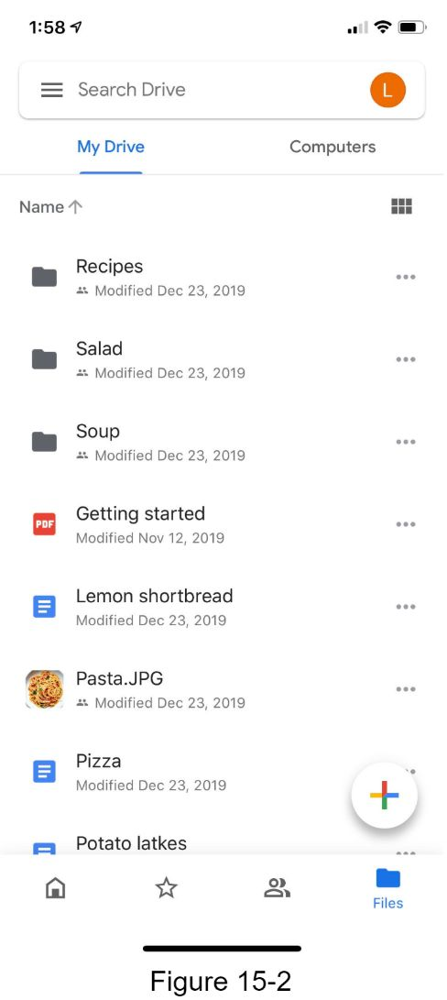 1:58
Search Drive
L
My Drive
Computers
Name
Recipes
Modified Dec 23, 2019
Salad
Modified Dec 23, 2019
Soup
Modified Dec 23, 2019
PDF
Getting started
Modified Nov 12, 2019
Lemon shortbread
Modified Dec 23, 2019
Pasta.JPG
Modified Dec 23, 2019
Pizza
Modified Dec 23, 2019
Potato latkes
Files
Figure 15-2